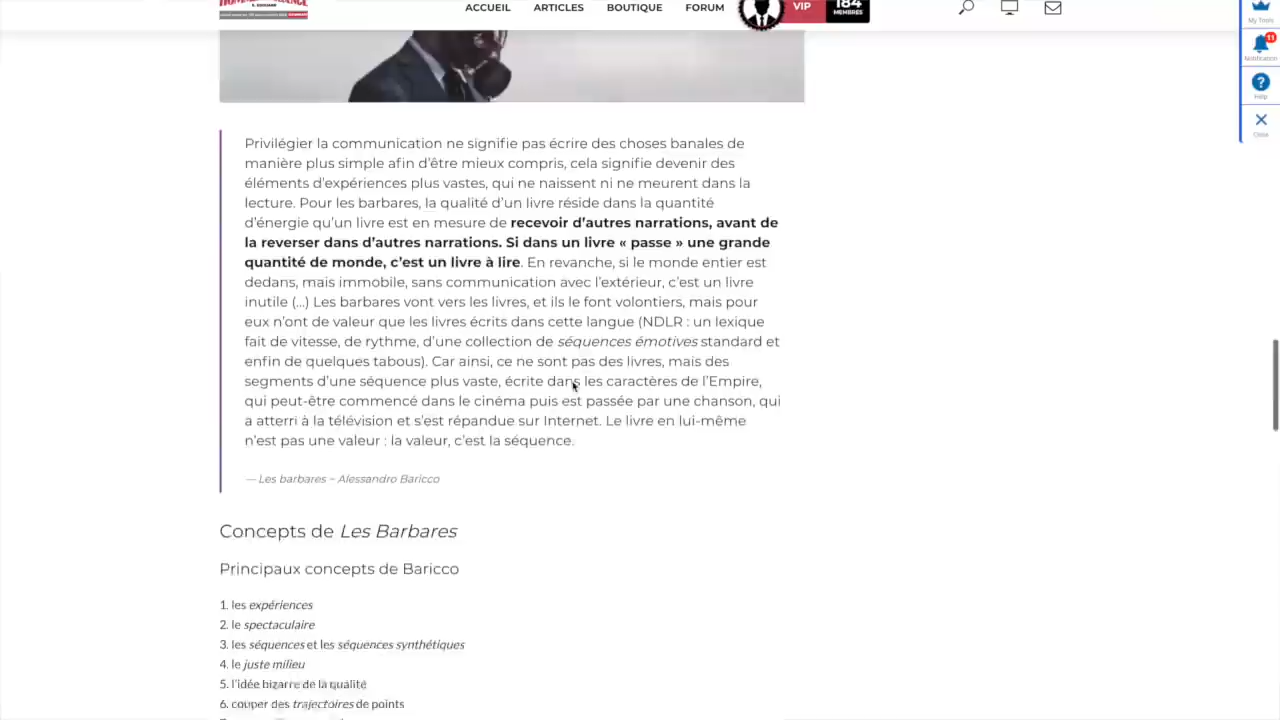 ACCUEIL ARTICLES BOUTIQUE FORUM VIP 184 MEMBRES
My Tools
11
Notification
Help
Close
Privilégier la communication ne signifie pas écrire des choses banales de
manière plus simple afin d'être mieux compris, cela signifie devenir des
éléments d'expériences plus vastes, qui ne naissent ni ne meurent dans la
lecture. Pour les barbares, la qualité d'un livre réside dans la quantité
d'énergie qu'un livre est en mesure de recevoir d'autres narrations, avant de
la reverser dans d'autres narrations. Si dans un livre « passe » une grande
quantité de monde, c'est un livre à lire. En revanche, si le monde entier est
dedans, mais immobile, sans communication avec l'extérieur, c'est un livre
inutile (…) Les barbares vont vers les livres, et ils le font volontiers, mais pour
eux n'ont de valeur que les livres écrits dans cette langue (NDLR : un lexique
fait de vitesse, de rythme, d'une collection de séquences émotives standard et
enfin de quelques tabous). Car ainsi, ce ne sont pas des livres, mais des
segments d'une séquence plus vaste, écrite dans les caractères de l'Empire,
qui peut-être commencé dans le cinéma puis est passée par une chanson, qui
a atterri à la télévision et s'est répandue sur Internet. Le livre en lui-même
n'est pas une valeur : la valeur, c'est la séquence.
— Les barbares – Alessandro Baricco
Concepts de Les Barbares
Principaux concepts de Baricco
1. les expériences
2. le spectaculaire
3. les séquences et les séquences synthétiques
4. le juste milieu
5. l'idée bizarre de la qualité
6. couper des trajectoires de points